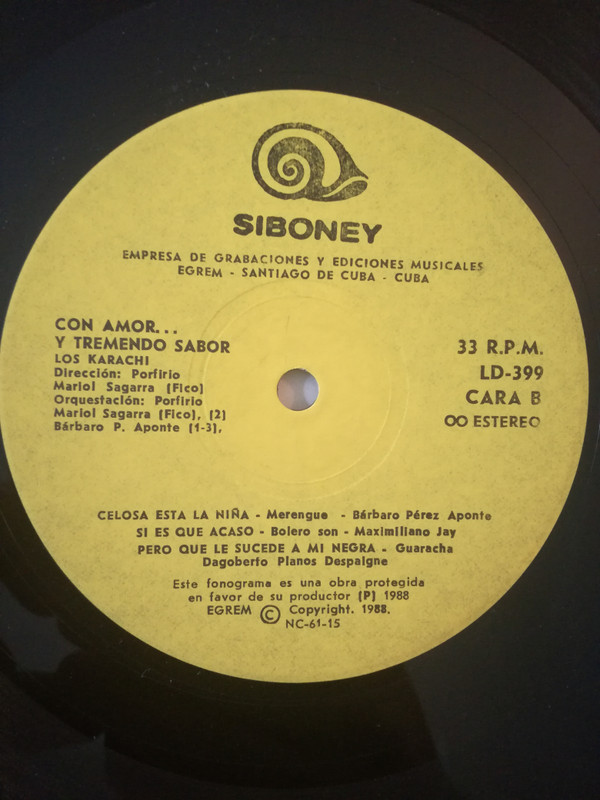 SIBONEY
EMPRESA DE GRABACIONES Y EDICIONES MUSICALES
EGREM - SANTIAGO DE CUBA - CUBA
CON AMOR...
Y TREMENDO SABOR
LOS KARACHI
Dirección: Porfirio
Mariol Sagarra (Fico)
Orquestación: Porfirio
Mariol Sagarra (Fico), (2)
Bárbaro P. Aponte (1-3),
33 R.P.M.
LD-399
CARA B
OO ESTEREO
CELOSA ESTA LA NIÑA - Merengue - Bárbaro Pérez Aponte
SI ES QUE ACASO - Bolero son - Maximiliano Jay
PERO QUE LE SUCEDE A MI NEGRA - Guaracha
Dagoberto Planos Despaigne
Este fonograma es una obra protegida
en favor de su productor (P) 1988
EGREM © Copyright. 1988.
NC-61-15